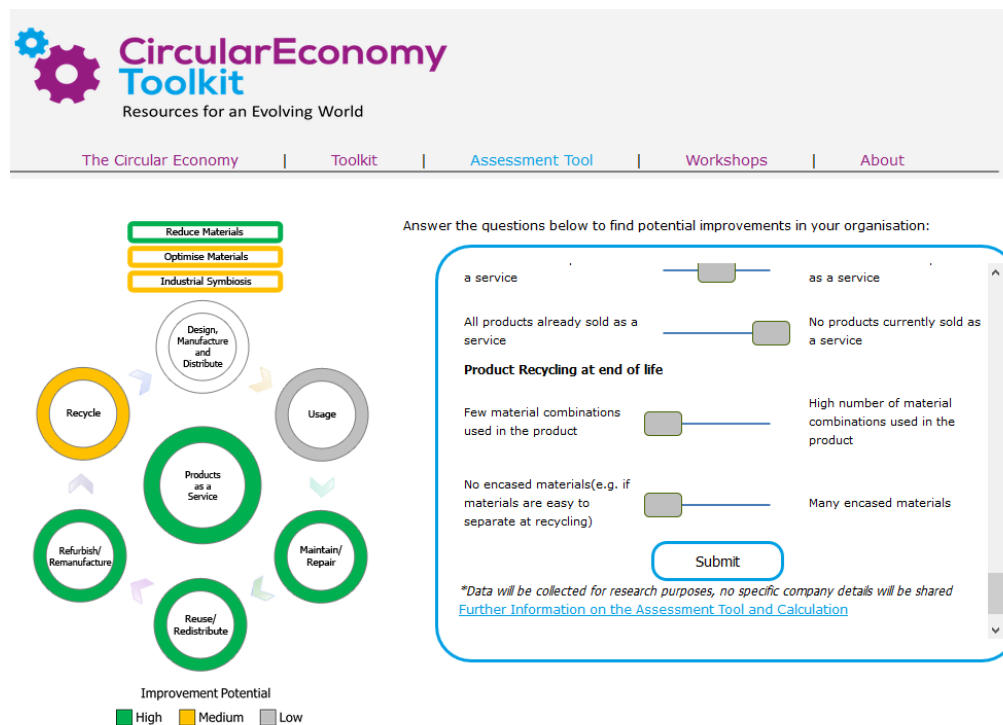 CircularEconomy
Toolkit
Resources for an Evolving World
The Circular Economy | Toolkit | Assessment Tool | Workshops | About
Reduce Materials
Optimise Materials
Industrial Symbiosis
Design,
Manufacture
and
Distribute
Recycle
Usage
Products
as a
Service
Refurbish/
Remanufacture
Maintain/
Repair
Reuse/
Redistribute
Improvement Potential
High Medium Low
Answer the questions below to find potential improvements in your organisation:
a service
as a service
All products already sold as a
service
No products currently sold as
a service
Product Recycling at end of life
Few material combinations
used in the product
High number of material
combinations used in the
product
No encased materials(e.g. if
materials are easy to
separate at recycling)
Many encased materials
Submit
*Data will be collected for research purposes, no specific company details will be shared
Further Information on the Assessment Tool and Calculation